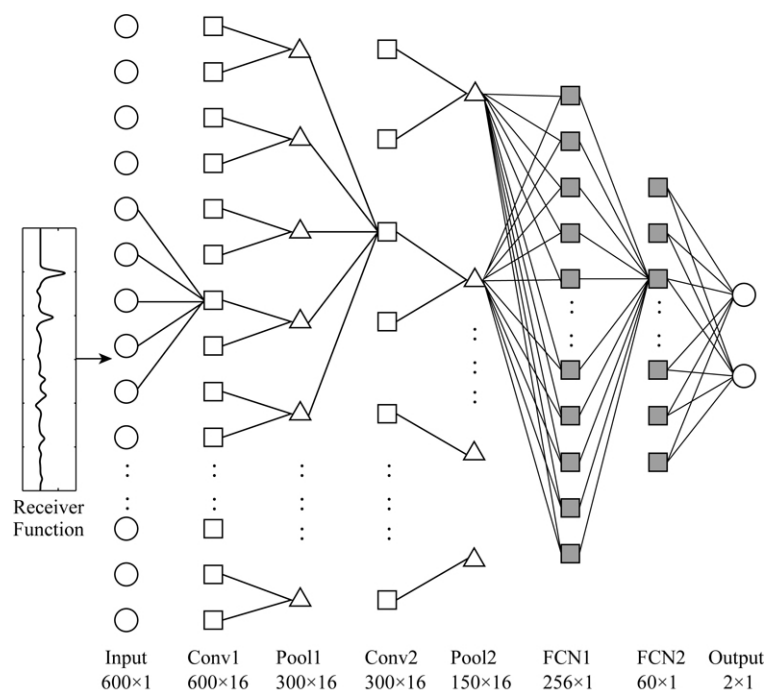 Receiver
Function
Input Conv1 Pool1 Conv2 Pool2 FCN1 FCN2 Output
600×1 600×16 300×16 300×16 150×16 256×1 60×1 2×1